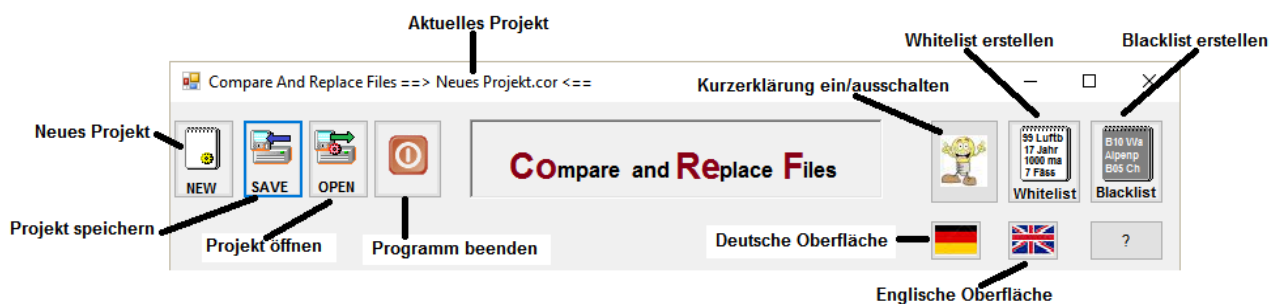 Aktuelles Projekt
Whitelist erstellen
Blacklist erstellen
Compare And Replace Files ==> Neues Projekt.cor <==
Kurzerklärung ein/ausschalten
Neues Projekt
NEW
SAVE
OPEN
Compare and Replace Files
99 Luftb
17 Jahr
1000 ma
7 Fäss
Whitelist
B10 Wa
Alpenp
B05 Ch
Blacklist
Projekt speichern
Projekt öffnen
Programm beenden
Deutsche Oberfläche
?
Englische Oberfläche